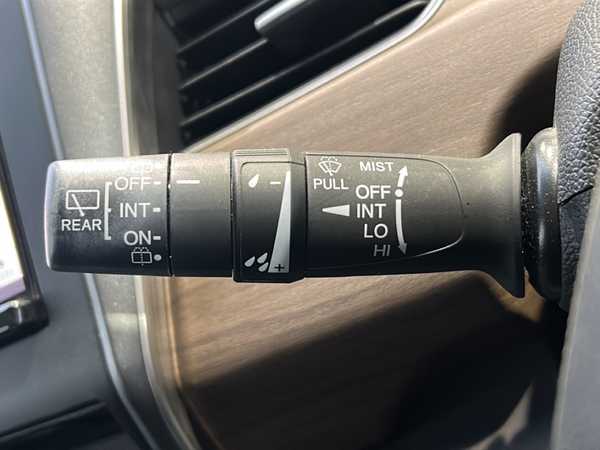 OFF
INT
ON
REAR
− +
PULL
MIST
OFF
INT
LO
HI